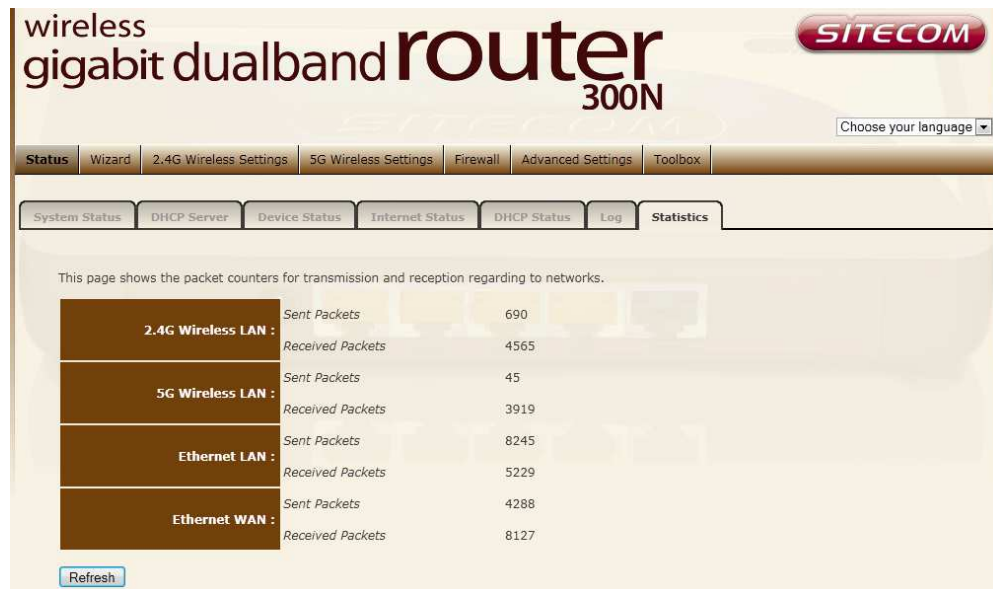 wireless
gigabit dualband router
300N
SITECOM
Choose your language
Status Wizard 2.4G Wireless Settings 5G Wireless Settings Firewall Advanced Settings Toolbox
System Status DHCP Server Device Status Internet Status DHCP Status Log Statistics
This page shows the packet counters for transmission and reception regarding to networks.
2.4G Wireless LAN :
Sent Packets 690
Received Packets 4565
5G Wireless LAN :
Sent Packets 45
Received Packets 3919
Ethernet LAN :
Sent Packets 8245
Received Packets 5229
Ethernet WAN :
Sent Packets 4288
Received Packets 8127
Refresh